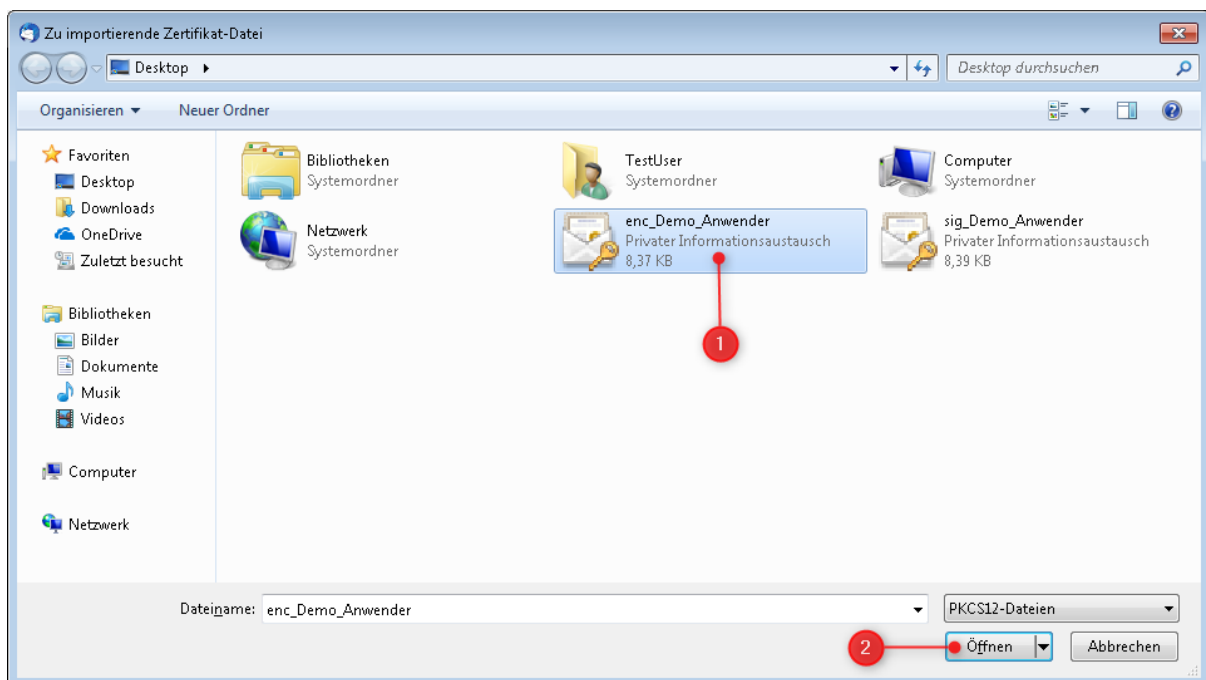 Zu importierende Zertifikat-Datei
Desktop
Desktop durchsuchen
Organisieren
Neuer Ordner
Favoriten
Desktop
Downloads
OneDrive
Zuletzt besucht
Bibliotheken
Bilder
Dokumente
Musik
Videos
Computer
Netzwerk
Bibliotheken
Systemordner
TestUser
Systemordner
Computer
Systemordner
Netzwerk
Systemordner
enc_Demo_Anwender
Privater Informationsaustausch
8,37 KB
sig_Demo_Anwender
Privater Informationsaustausch
8,39 KB
1
Dateiname: enc_Demo_Anwender
PKCS12-Dateien
2
Öffnen
Abbrechen